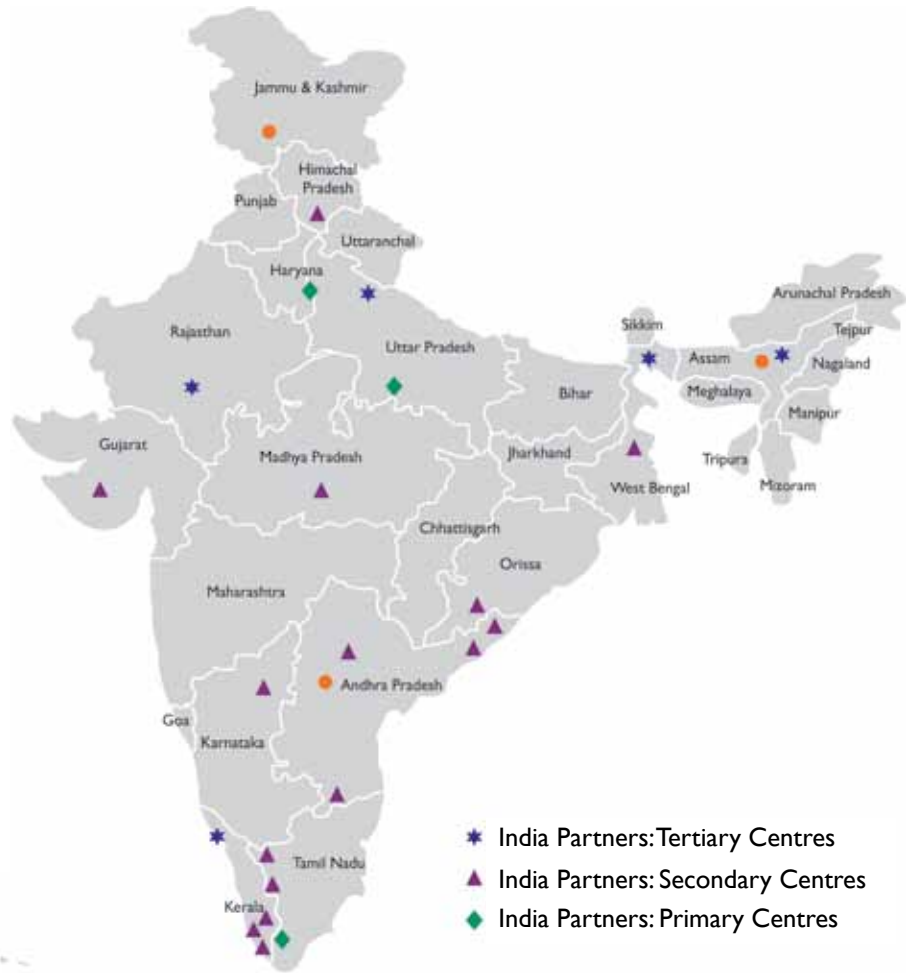 Jammu & Kashmir
Himachal
Pradesh
Punjab
Uttaranchal
Haryana
Arunachal Pradesh
Sikkim
Tejpur
Rajasthan
Uttar Pradesh
Assam
Nagaland
Bihar
Meghalaya
Manipur
Gujarat
Madhya Pradesh
Jharkhand
Tripura
West Bengal
Mizoram
Chhattisgarh
Orissa
Maharashtra
Andhra Pradesh
Goa
Karnataka
Tamil Nadu
Kerala
India Partners: Tertiary Centres
India Partners: Secondary Centres
India Partners: Primary Centres